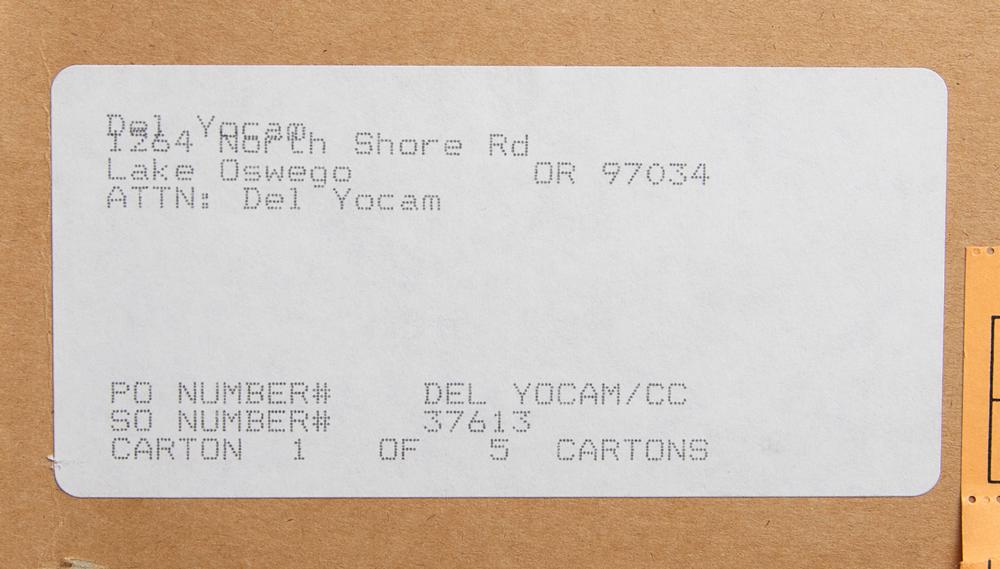 Del Yocam
1264 North Shore Rd
Lake Oswego OR 97034
ATTN: Del Yocam
PO NUMBER# DEL YOCAM/CC
SO NUMBER# 37613
CARTON 1 OF 5 CARTONS